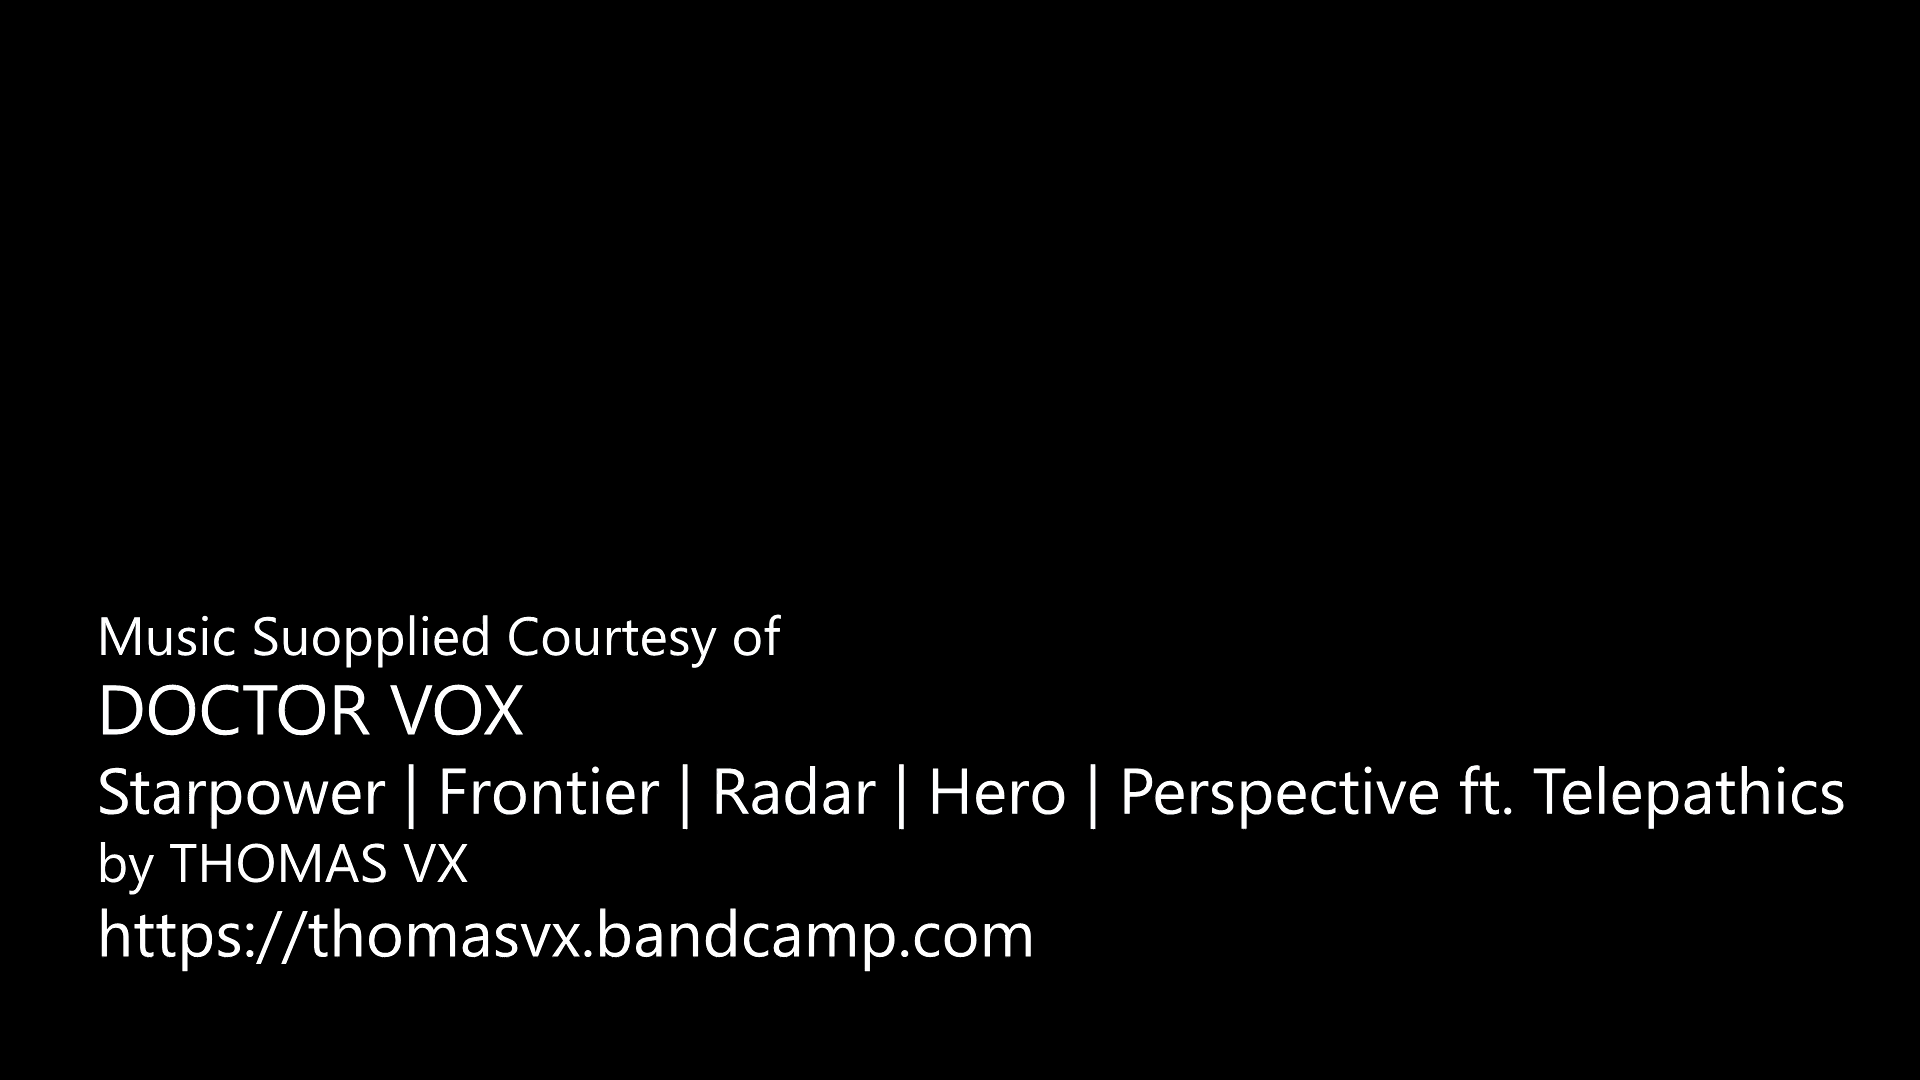 Music Suopplied Courtesy of
DOCTOR VOX
Starpower | Frontier | Radar | Hero | Perspective ft. Telepathics
by THOMAS VX
https://thomasvx.bandcamp.com